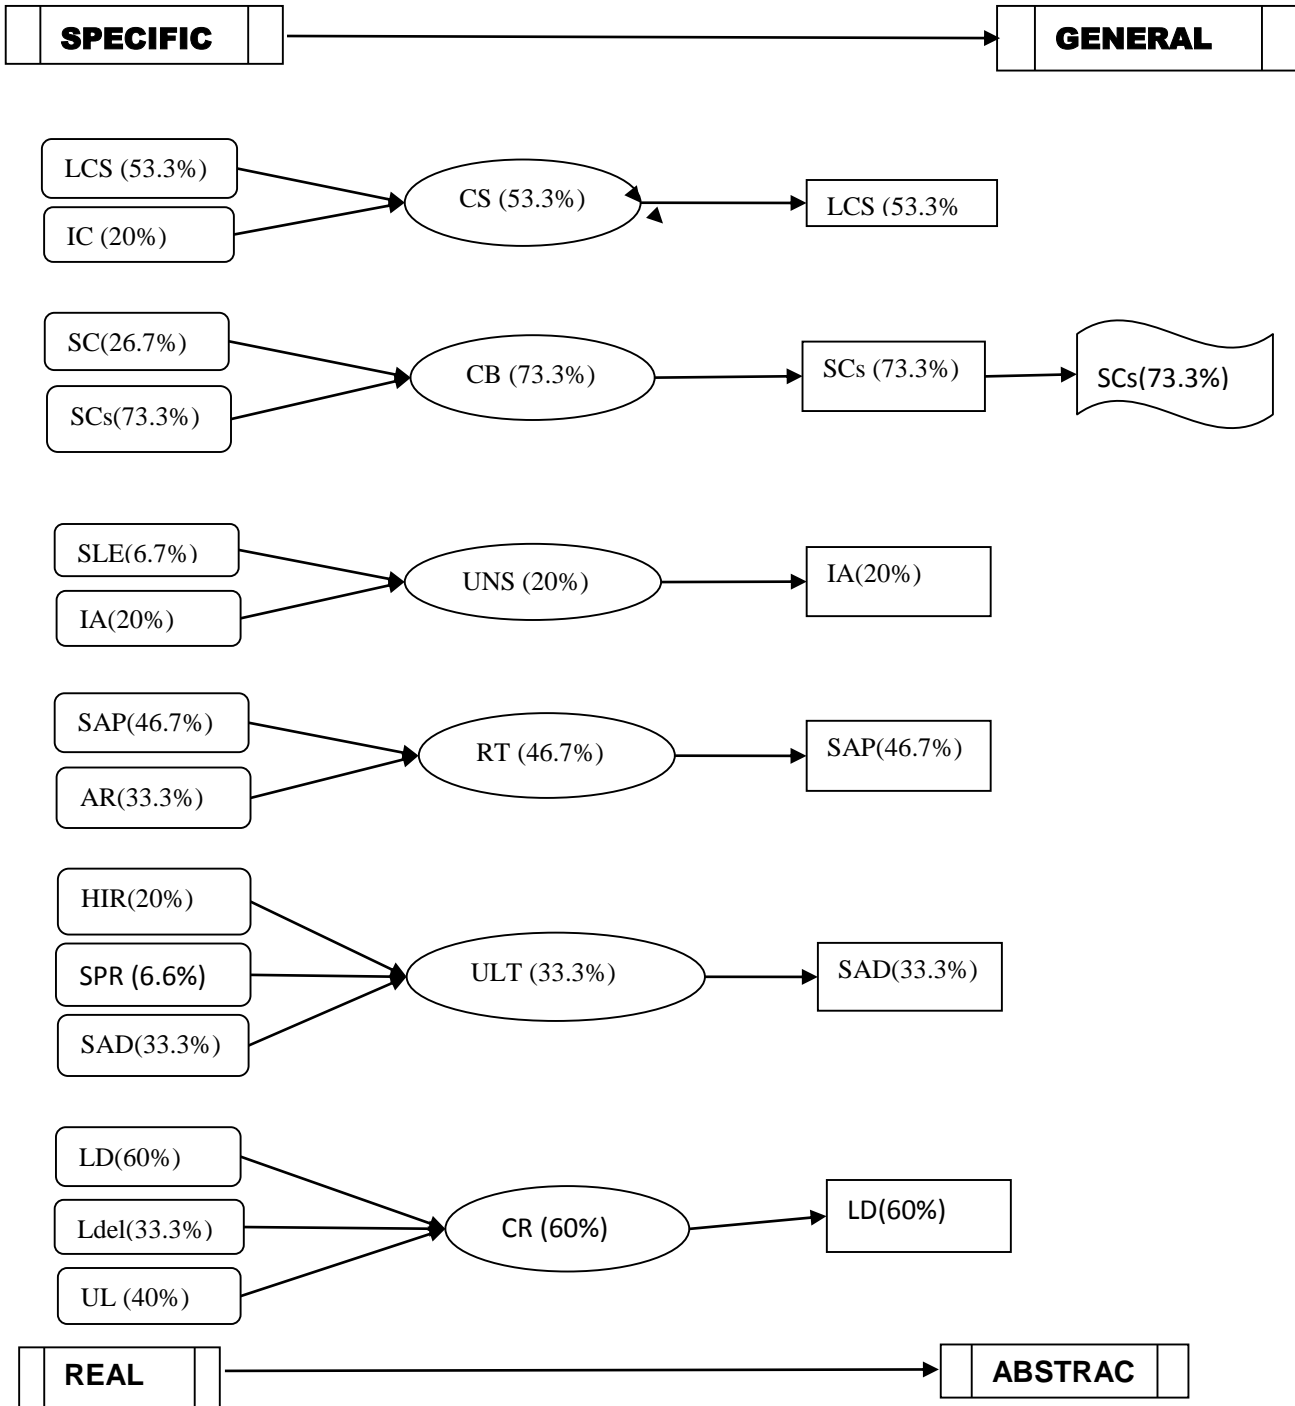 SPECIFIC
GENERAL
LCS (53.3%)
IC (20%)
CS (53.3%)
LCS (53.3%
SC(26.7%)
SCs(73.3%)
CB (73.3%)
SCs (73.3%)
SCs(73.3%)
SLE(6.7%)
IA(20%)
UNS (20%)
IA(20%)
SAP(46.7%)
AR(33.3%)
RT (46.7%)
SAP(46.7%)
HIR(20%)
SPR (6.6%)
SAD(33.3%)
ULT (33.3%)
SAD(33.3%)
LD(60%)
Ldel(33.3%)
UL (40%)
CR (60%)
LD(60%)
REAL
ABSTRAC